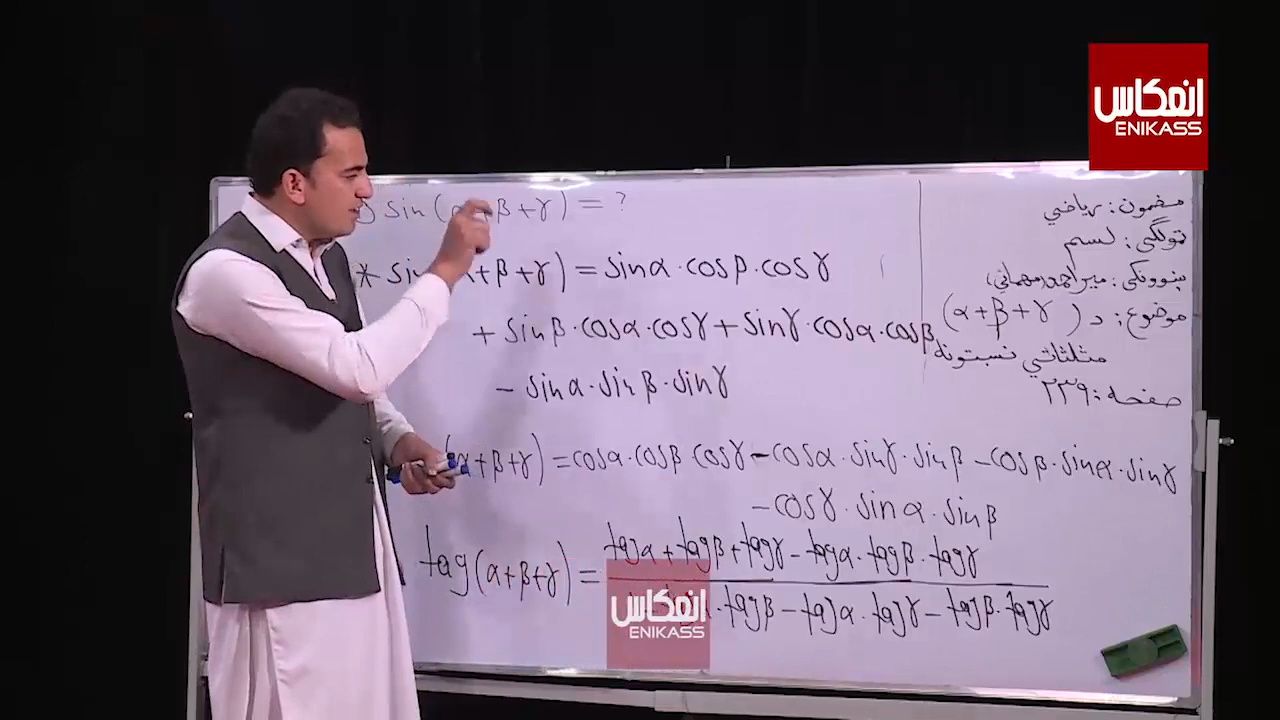 انعکاس
ENIKASS
sin(α+β+γ) = ?
* sin(α+β+γ) = sinα·cosβ·cosγ
+ sinβ·cosα·cosγ + sinγ·cosα·cosβ
- sinα·sinβ·sinγ
(α+β+γ) = cosα·cosβ cosγ - cosα·sinγ·sinβ - cosβ·sinα·sinγ
- cosγ·sinα·sinβ
tag(α+β+γ) = tagα + tagβ + tagγ - tagα·tagβ·tagγ
·tagβ - tagα·tagγ - tagβ·tagγ
مضمون: ریاضي
ټولګی: لسم
ښوونکی: میراحمد
موضوع: د (α+β+γ)
مثلثاتي نسبتونه
صفحه: ۲۳۹
انعکاس
ENIKASS